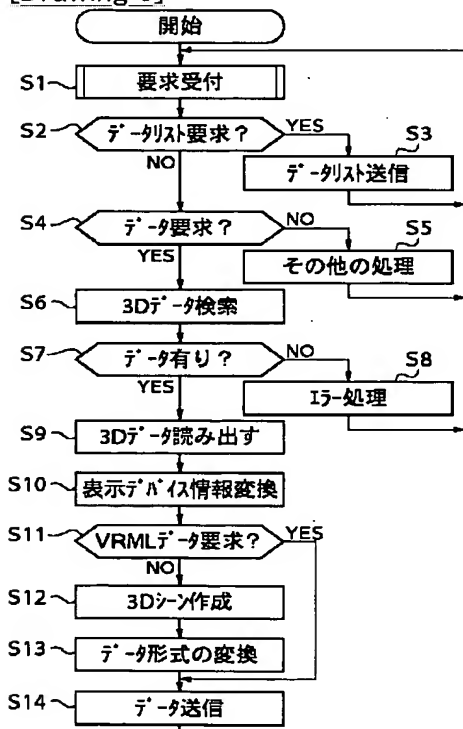 開始
S1 要求受付
S2 データリスト要求? YES
S3
NO データリスト送信
S4 データ要求? NO
S5
YES その他の処理
S6 3Dデータ検索
S7 データ有り? NO
S8
YES エラー処理
S9 3Dデータ読み出す
S10 表示デバイス情報変換
S11 VRMLデータ要求? YES
NO
S12 3Dシーン作成
S13 データ形式の変換
S14 データ送信